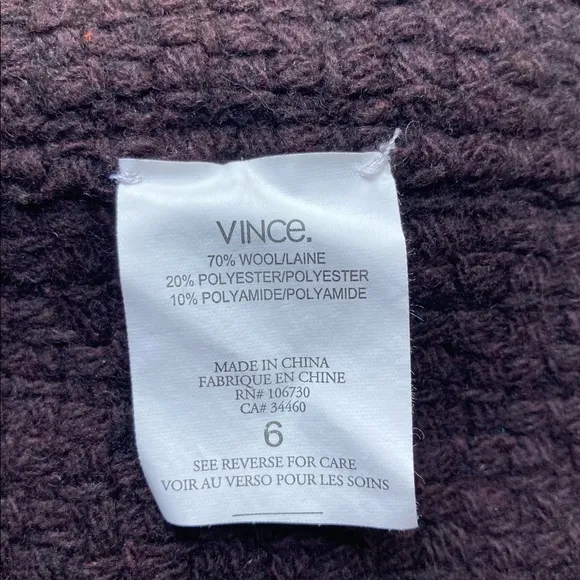 VINCe.
70% WOOL/LAINE
20% POLYESTER/POLYESTER
10% POLYAMIDE/POLYAMIDE
MADE IN CHINA
FABRIQUE EN CHINE
RN# 106730
CA# 34460
6
SEE REVERSE FOR CARE
VOIR AU VERSO POUR LES SOINS